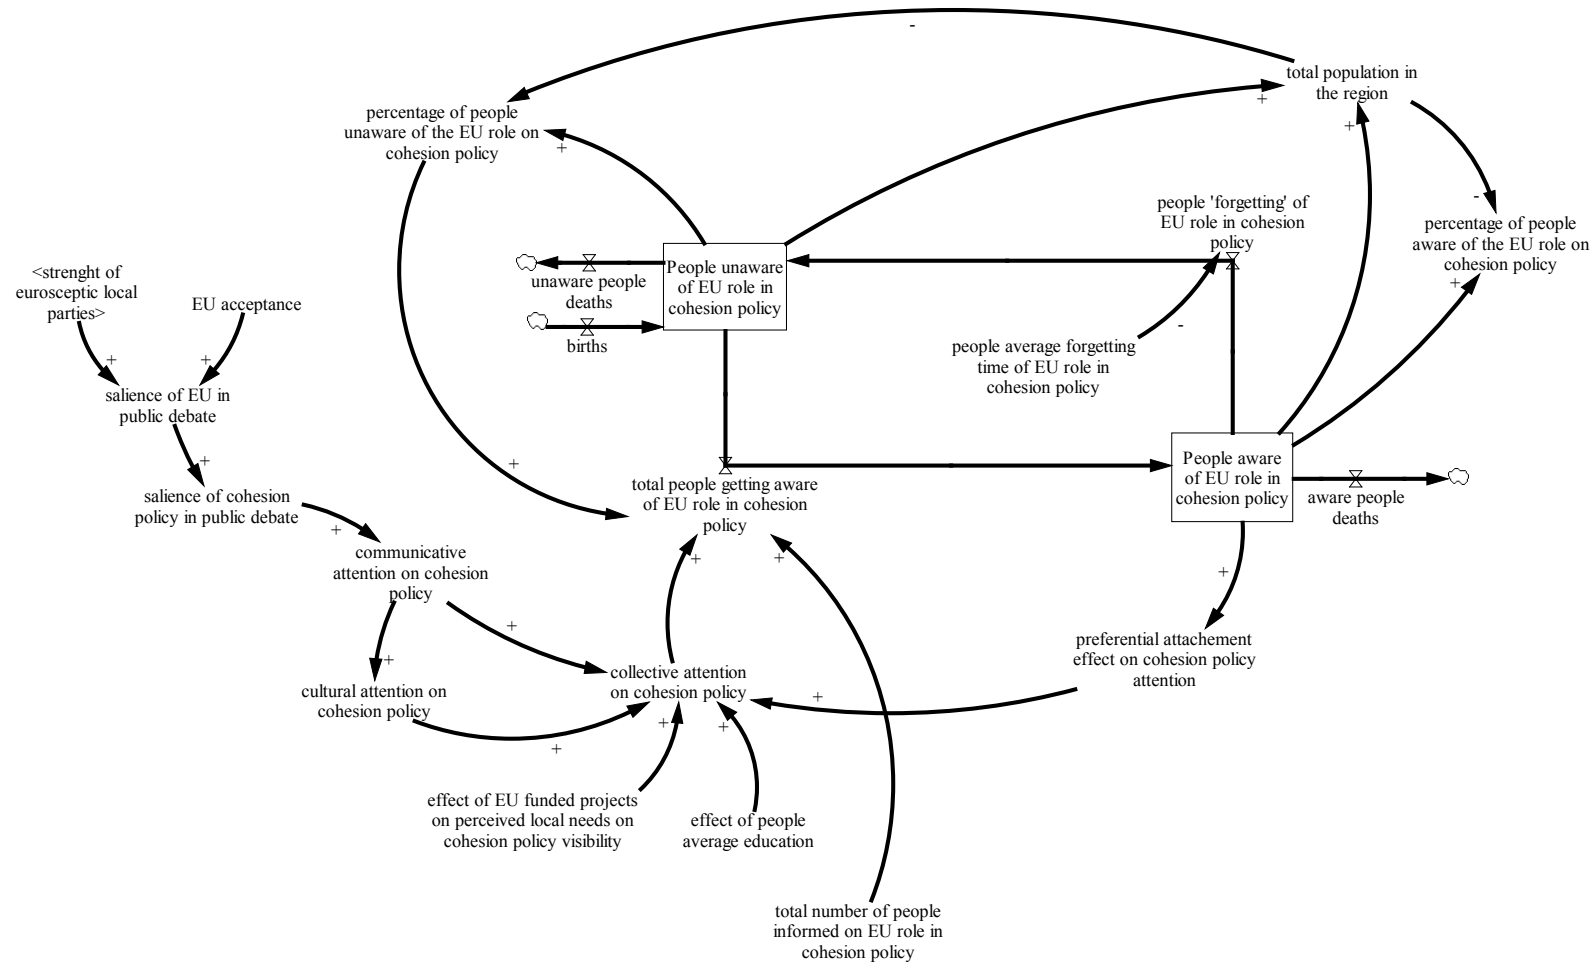 -
total population in
the region
+
percentage of people
unaware of the EU role on
cohesion policy
+
+
-
people 'forgetting' of
EU role in cohesion
policy
percentage of people
aware of the EU role on
cohesion policy
+
<strenght of
eurosceptic local
parties>
EU acceptance
People unaware
of EU role in
cohesion policy
unaware people
deaths
births
-
people average forgetting
time of EU role in
cohesion policy
+
+
salience of EU in
public debate
+
salience of cohesion
policy in public debate
+
+
total people getting aware
of EU role in cohesion
policy
People aware
of EU role in
cohesion policy
aware people
deaths
communicative
attention on cohesion
policy
+
+
+
+
+
cultural attention on
cohesion policy
collective attention
on cohesion policy
preferential attachement
effect on cohesion policy
attention
+
+
+
+
effect of EU funded projects
on perceived local needs on
cohesion policy visibility
effect of people
average education
total number of people
informed on EU role in
cohesion policy